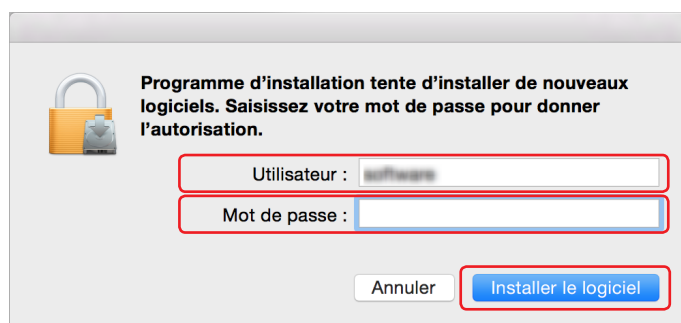 Programme d’installation tente d’installer de nouveaux
logiciels. Saisissez votre mot de passe pour donner
l’autorisation.
Utilisateur :
Mot de passe :
Annuler
Installer le logiciel